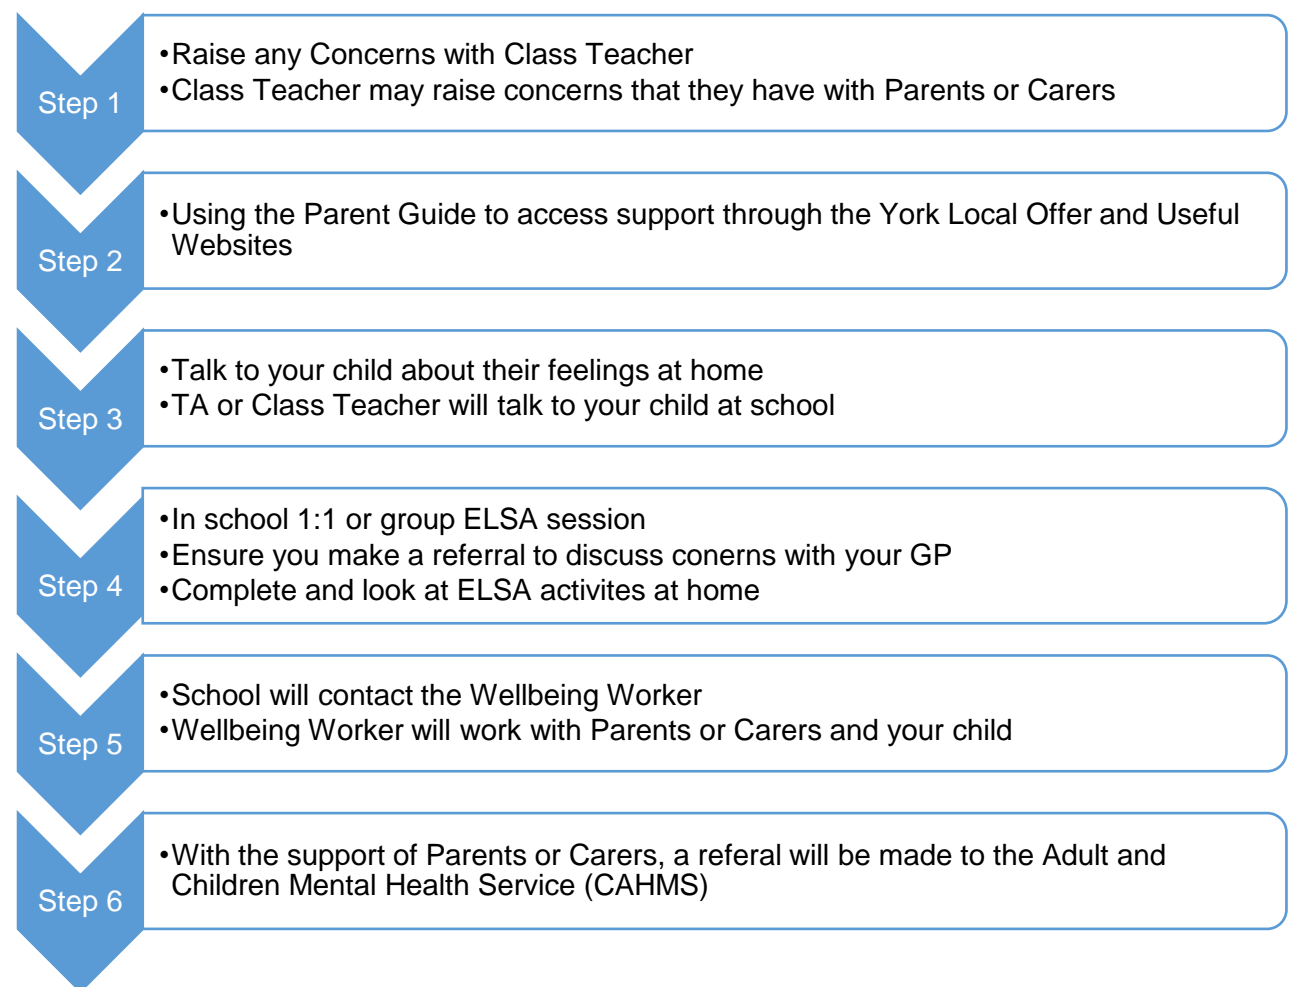 Step 1
•Raise any Concerns with Class Teacher
•Class Teacher may raise concerns that they have with Parents or Carers
Step 2
•Using the Parent Guide to access support through the York Local Offer and Useful
Websites
Step 3
•Talk to your child about their feelings at home
•TA or Class Teacher will talk to your child at school
Step 4
•In school 1:1 or group ELSA session
•Ensure you make a referral to discuss conerns with your GP
•Complete and look at ELSA activites at home
Step 5
•School will contact the Wellbeing Worker
•Wellbeing Worker will work with Parents or Carers and your child
Step 6
•With the support of Parents or Carers, a referal will be made to the Adult and
Children Mental Health Service (CAHMS)